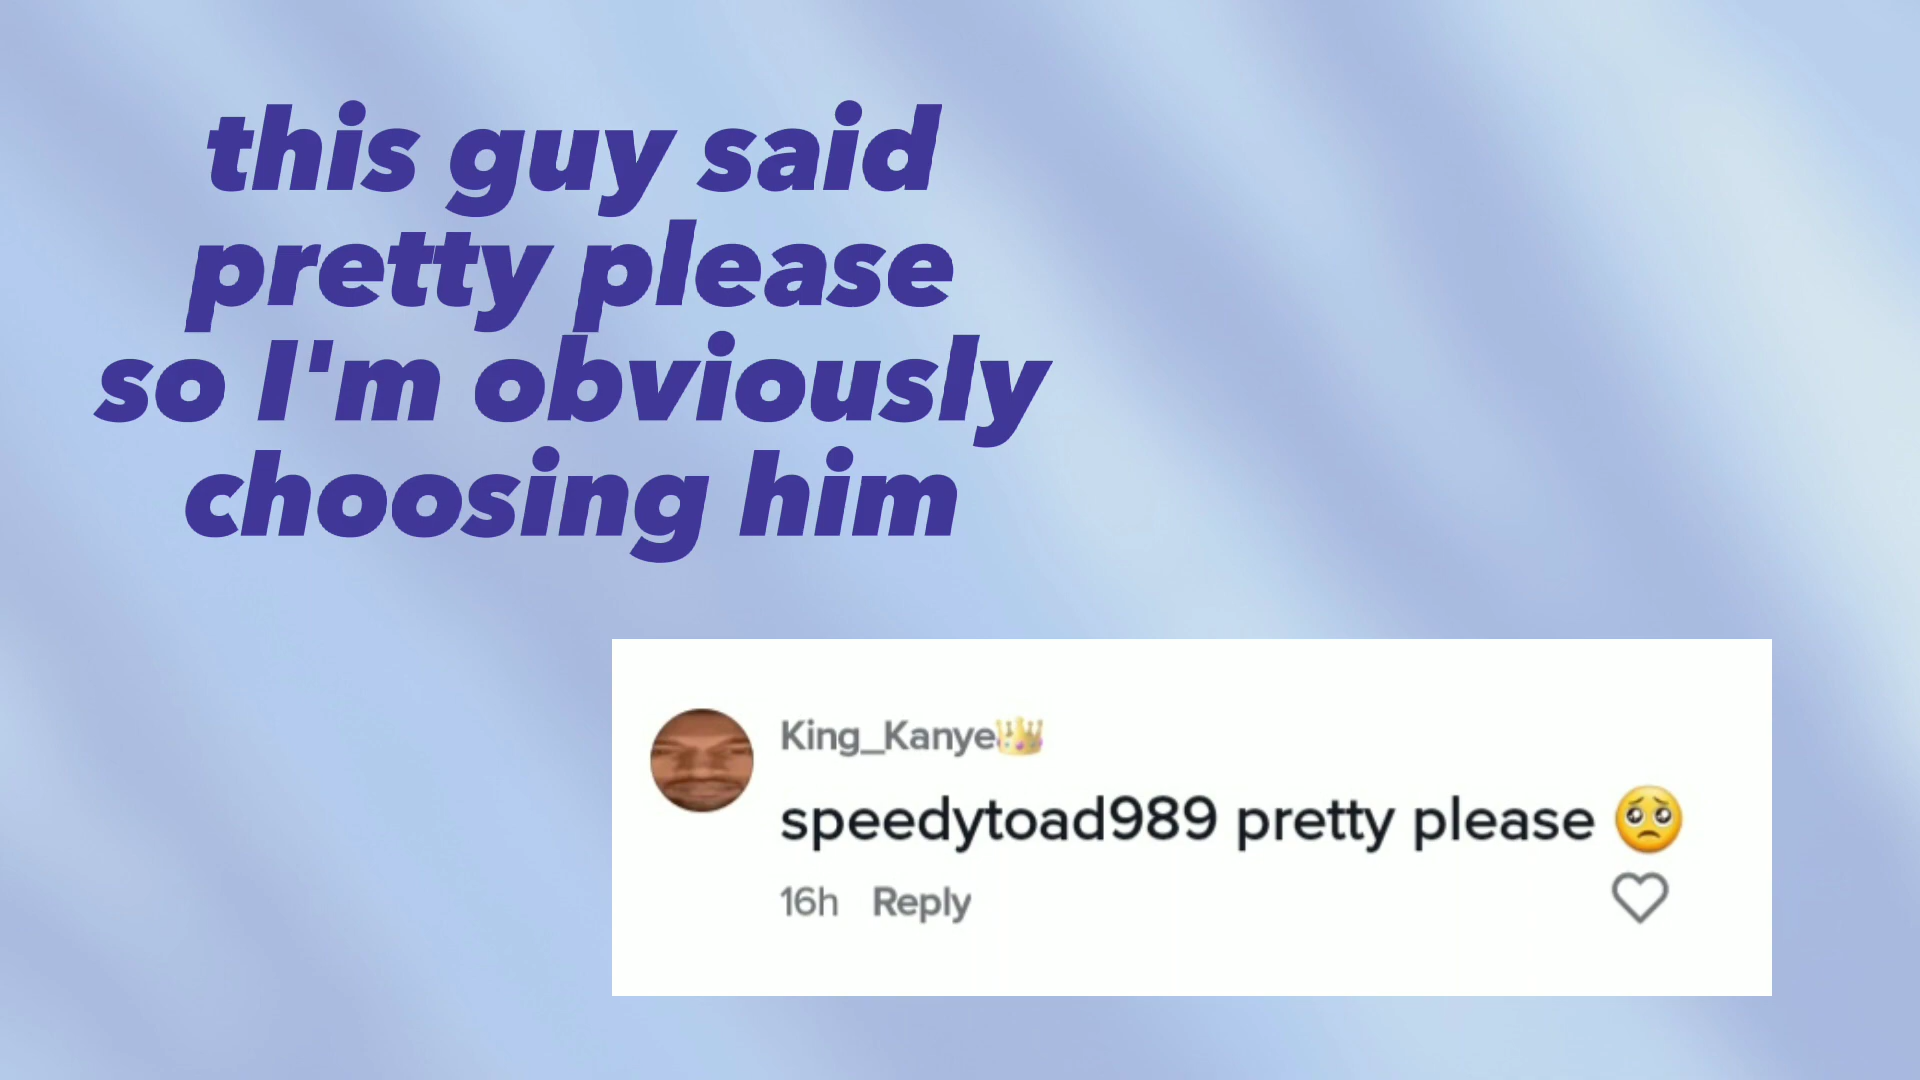 this guy said
pretty please
so I'm obviously
choosing him
King_Kanye👑
speedytoad989 pretty please 🥺
16h Reply